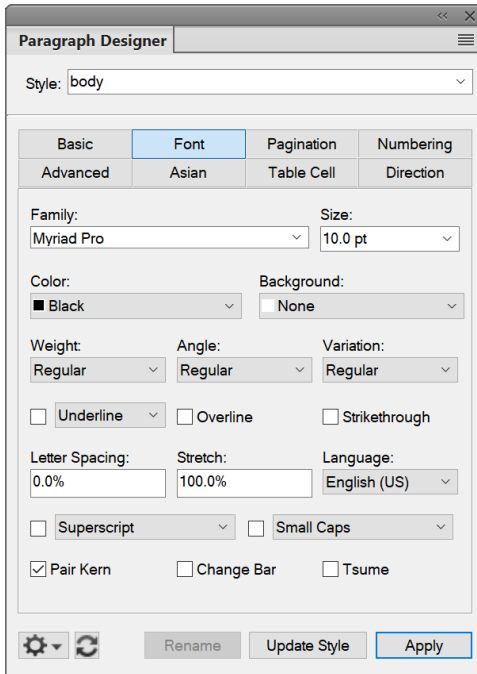 Paragraph Designer
Style: body
Basic Font Pagination Numbering
Advanced Asian Table Cell Direction
Family: Size:
Myriad Pro 10.0 pt
Color: Background:
Black None
Weight: Angle: Variation:
Regular Regular Regular
Underline Overline Strikethrough
Letter Spacing: Stretch: Language:
0.0% 100.0% English (US)
Superscript Small Caps
Pair Kern Change Bar Tsume
Rename Update Style Apply